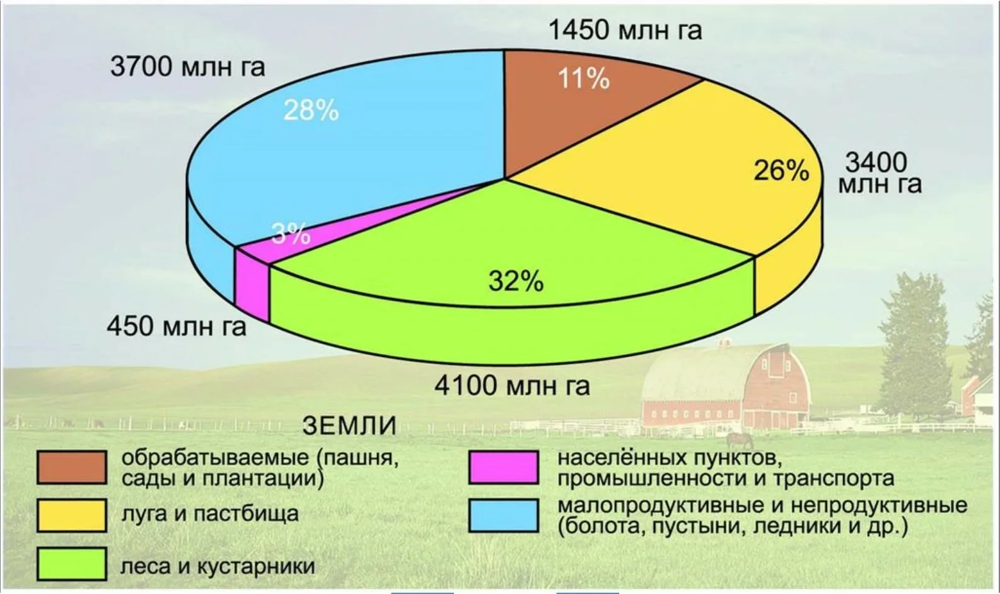 1450 млн га
3700 млн га
11%
28%
26%
3400
млн га
3%
32%
450 млн га
4100 млн га
ЗЕМЛИ
обрабатываемые (пашня,
сады и плантации)
луга и пастбища
леса и кустарники
населённых пунктов,
промышленности и транспорта
малопродуктивные и непродуктивные
(болота, пустыни, ледники и др.)